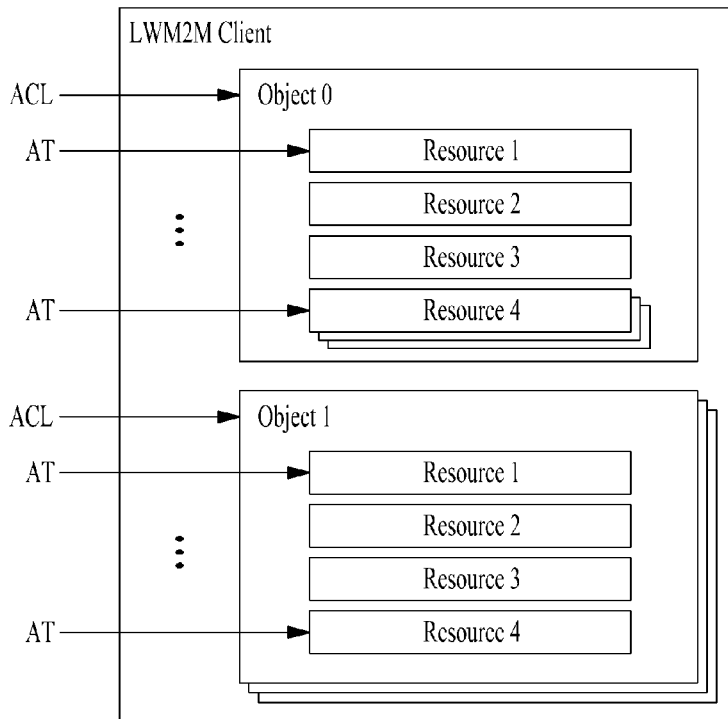 LWM2M Client
ACL
Object 0
AT
Resource 1
Resource 2
Resource 3
AT
Resource 4
ACL
Object 1
AT
Resource 1
Resource 2
Resource 3
AT
Resource 4